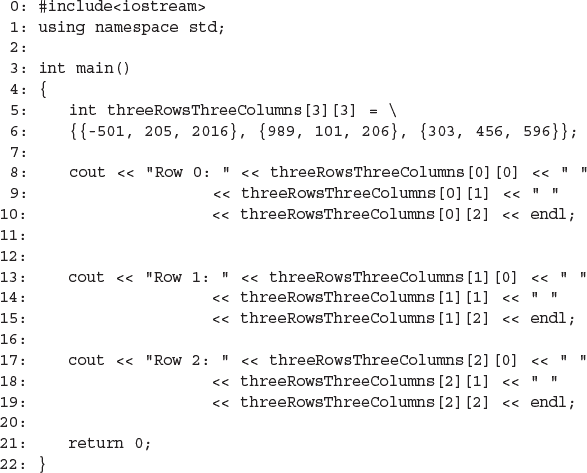 0: #include<iostream>
1: using namespace std;
2:
3: int main()
4: {
5:    int threeRowsThreeColumns[3][3] = \
6:    {{-501, 205, 2016}, {989, 101, 206}, {303, 456, 596}};
7:
8:    cout << "Row 0: " << threeRowsThreeColumns[0][0] << " "
9:                   << threeRowsThreeColumns[0][1] << " "
10:                   << threeRowsThreeColumns[0][2] << endl;
11:
12:
13:    cout << "Row 1: " << threeRowsThreeColumns[1][0] << " "
14:                   << threeRowsThreeColumns[1][1] << " "
15:                   << threeRowsThreeColumns[1][2] << endl;
16:
17:    cout << "Row 2: " << threeRowsThreeColumns[2][0] << " "
18:                   << threeRowsThreeColumns[2][1] << " "
19:                   << threeRowsThreeColumns[2][2] << endl;
20:
21:    return 0;
22: }